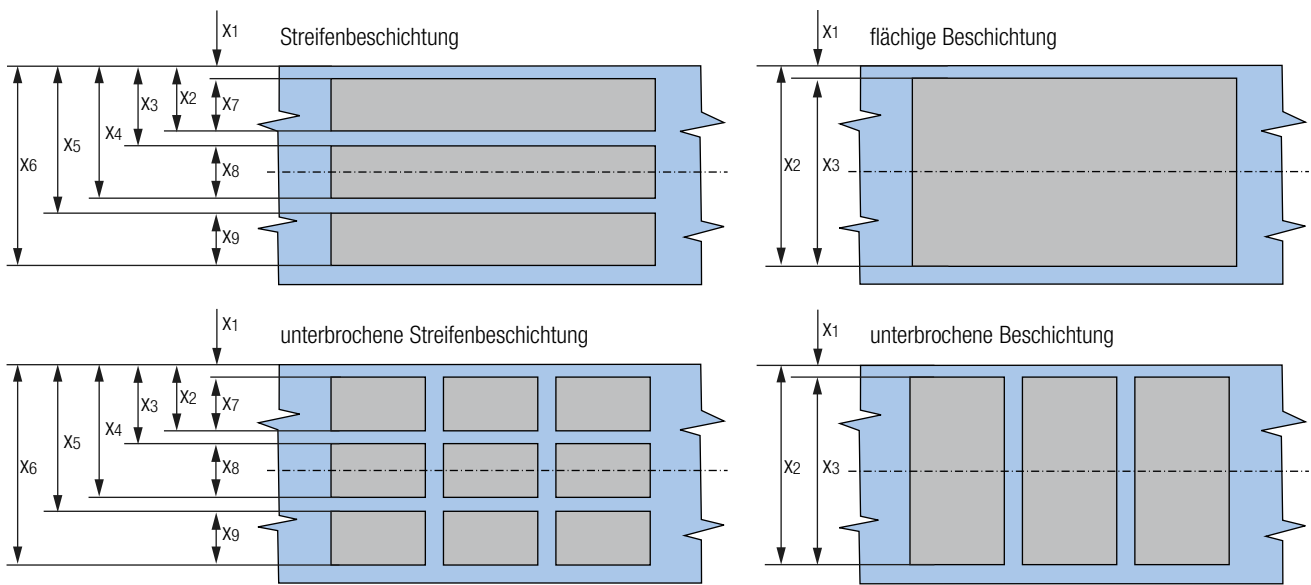 X1 Streifenbeschichtung
X2
X3
X7
X4
X5
X6
X8
X9
X1 flächige Beschichtung
X2
X3
X1 unterbrochene Streifenbeschichtung
X2
X3
X7
X4
X5
X6
X8
X9
X1 unterbrochene Beschichtung
X2
X3